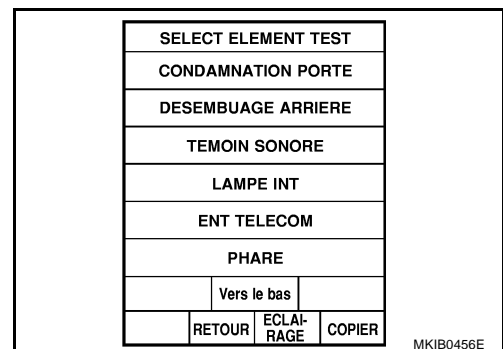 SELECT ELEMENT TEST
CONDAMNATION PORTE
DESEMBUAGE ARRIERE
TEMOIN SONORE
LAMPE INT
ENT TELECOM
PHARE
Vers le bas
RETOUR
ECLAI-
RAGE
COPIER
MKIB0456E